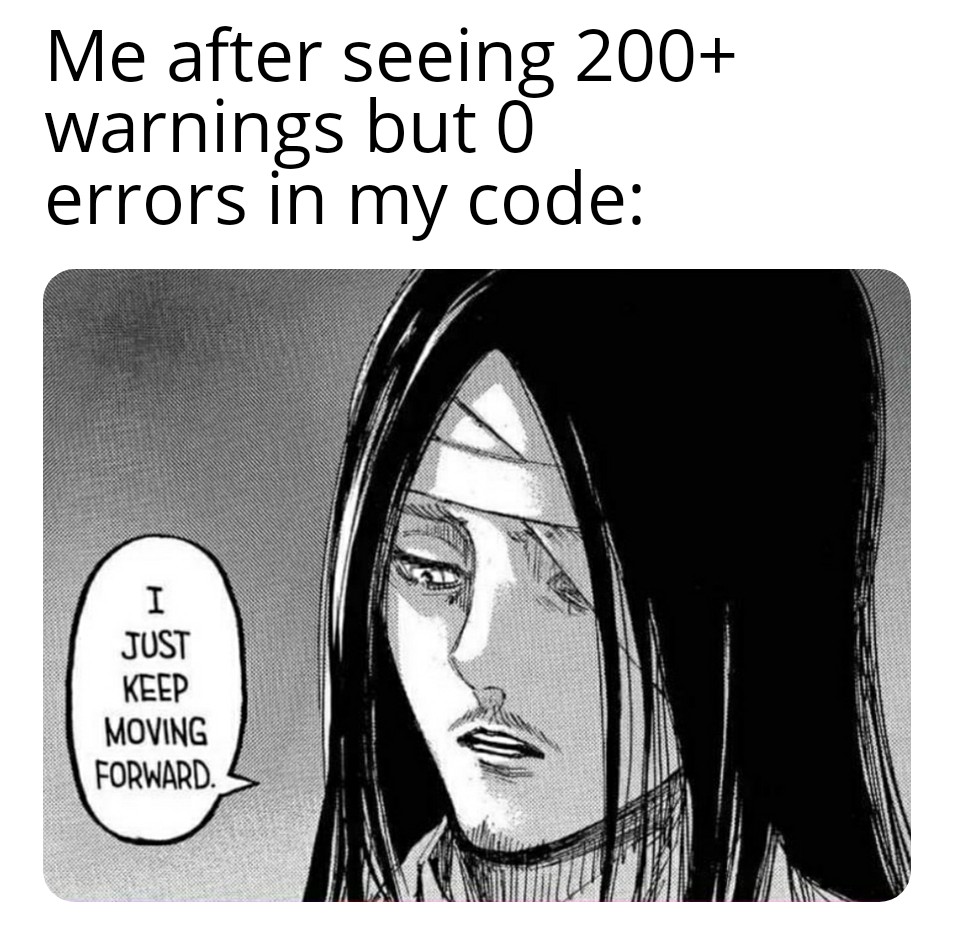 Me after seeing 200+
warnings but 0
errors in my code:
I
JUST
KEEP
MOVING
FORWARD.